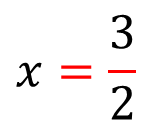 x = 3/2